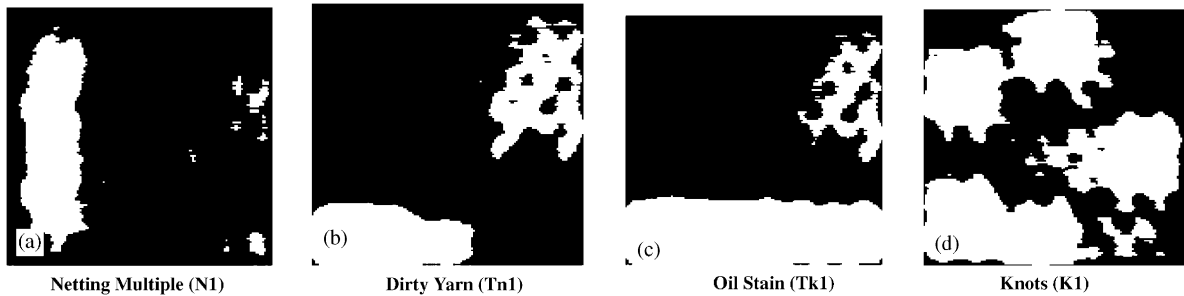 (a)
(b)
(c)
(d)
Netting Multiple (N1)
Dirty Yarn (Tn1)
Oil Stain (Tk1)
Knots (K1)